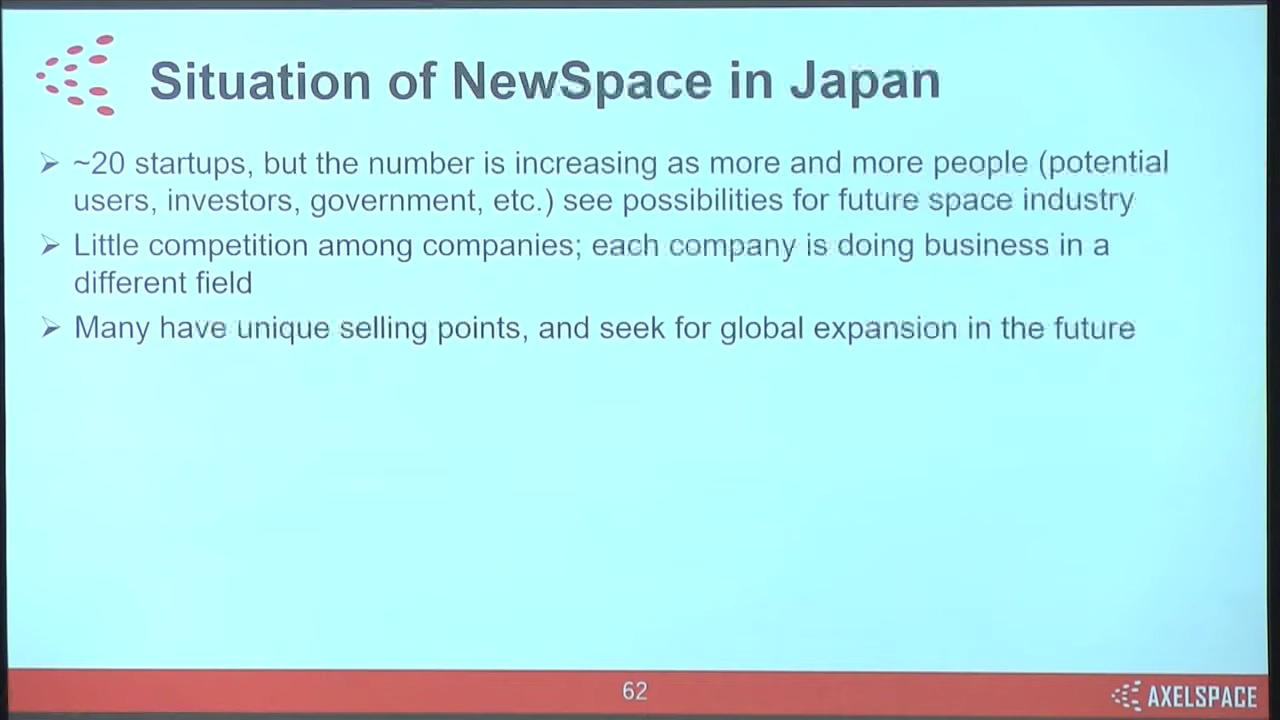 Situation of NewSpace in Japan
~20 startups, but the number is increasing as more and more people (potential
users, investors, government, etc.) see possibilities for future space industry
Little competition among companies; each company is doing business in a
different field
Many have unique selling points, and seek for global expansion in the future
62
AXELSPACE